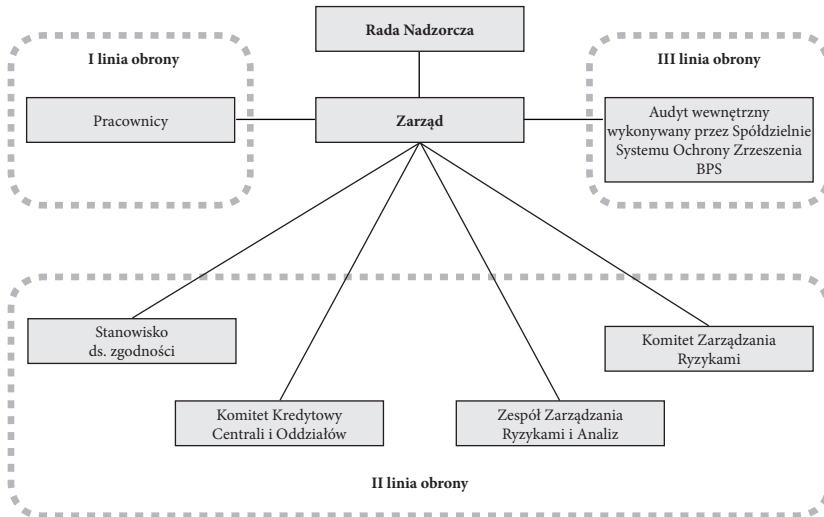 Rada Nadzorcza
I linia obrony
III linia obrony
Pracownicy
Zarząd
Audyt wewnętrzny
wykonywany przez Spółdzielnie
Systemu Ochrony Zrzeszenia
BPS
Stanowisko
ds. zgodności
Komitet Zarządzania
Ryzykami
Komitet Kredytowy
Centrali i Oddziałów
Zespół Zarządzania
Ryzykami i Analiz
II linia obrony